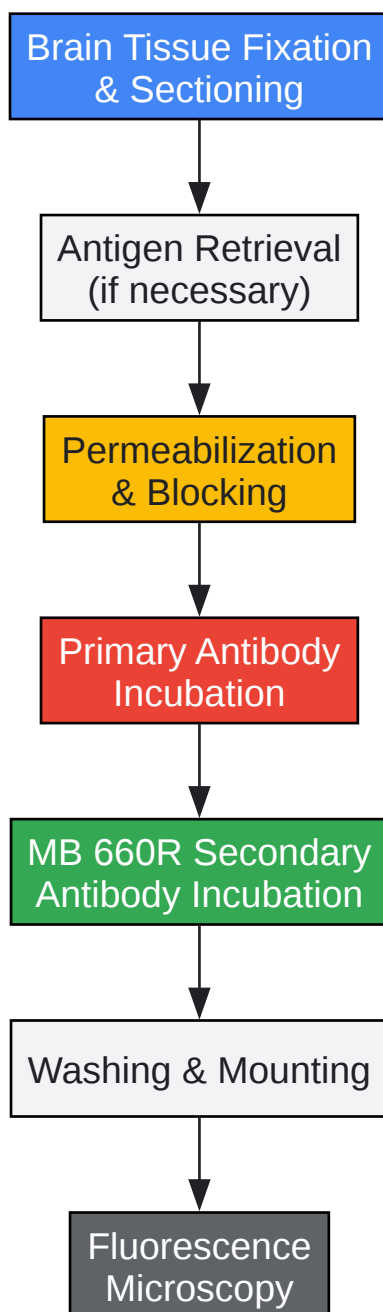 Brain Tissue Fixation
& Sectioning
Antigen Retrieval
(if necessary)
Permeabilization
& Blocking
Primary Antibody
Incubation
MB 660R Secondary
Antibody Incubation
Washing & Mounting
Fluorescence
Microscopy